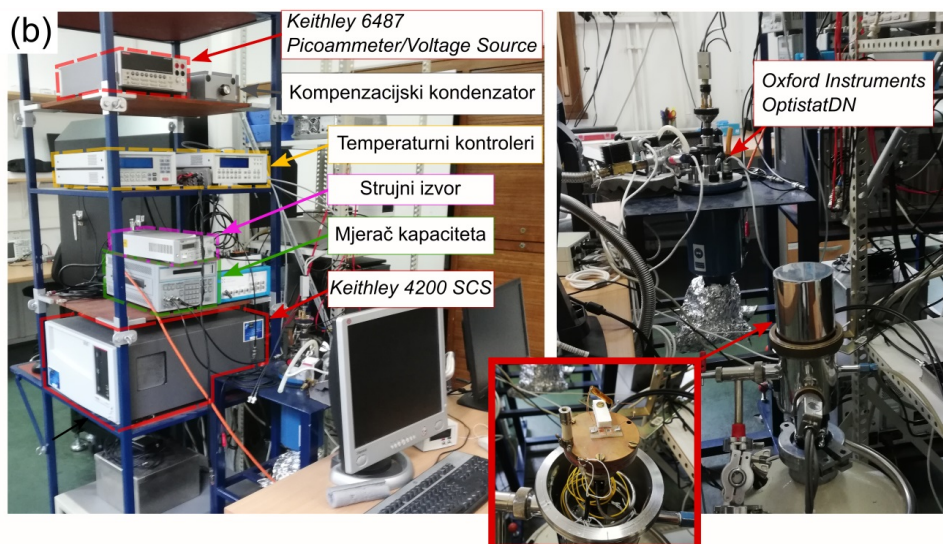 (b)
Keithley 6487
Picoammeter/Voltage Source
Kompenzacijski kondenzator
Temperaturni kontroleri
Strujni izvor
Mjerač kapaciteta
Keithley 4200 SCS
Oxford Instruments
OptistatDN